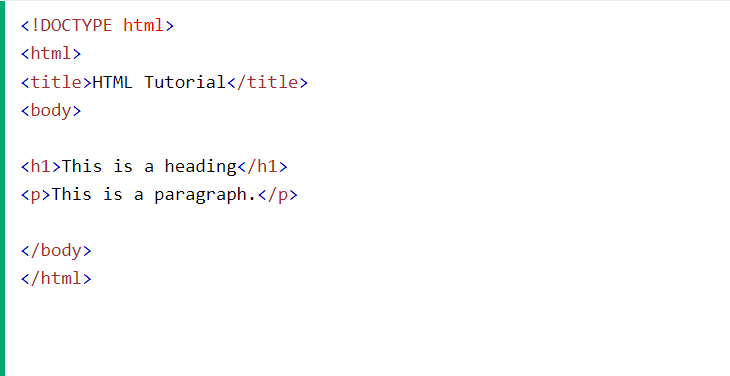 <!DOCTYPE html>
<html>
<title>HTML Tutorial</title>
<body>
<h1>This is a heading</h1>
<p>This is a paragraph.</p>
</body>
</html>